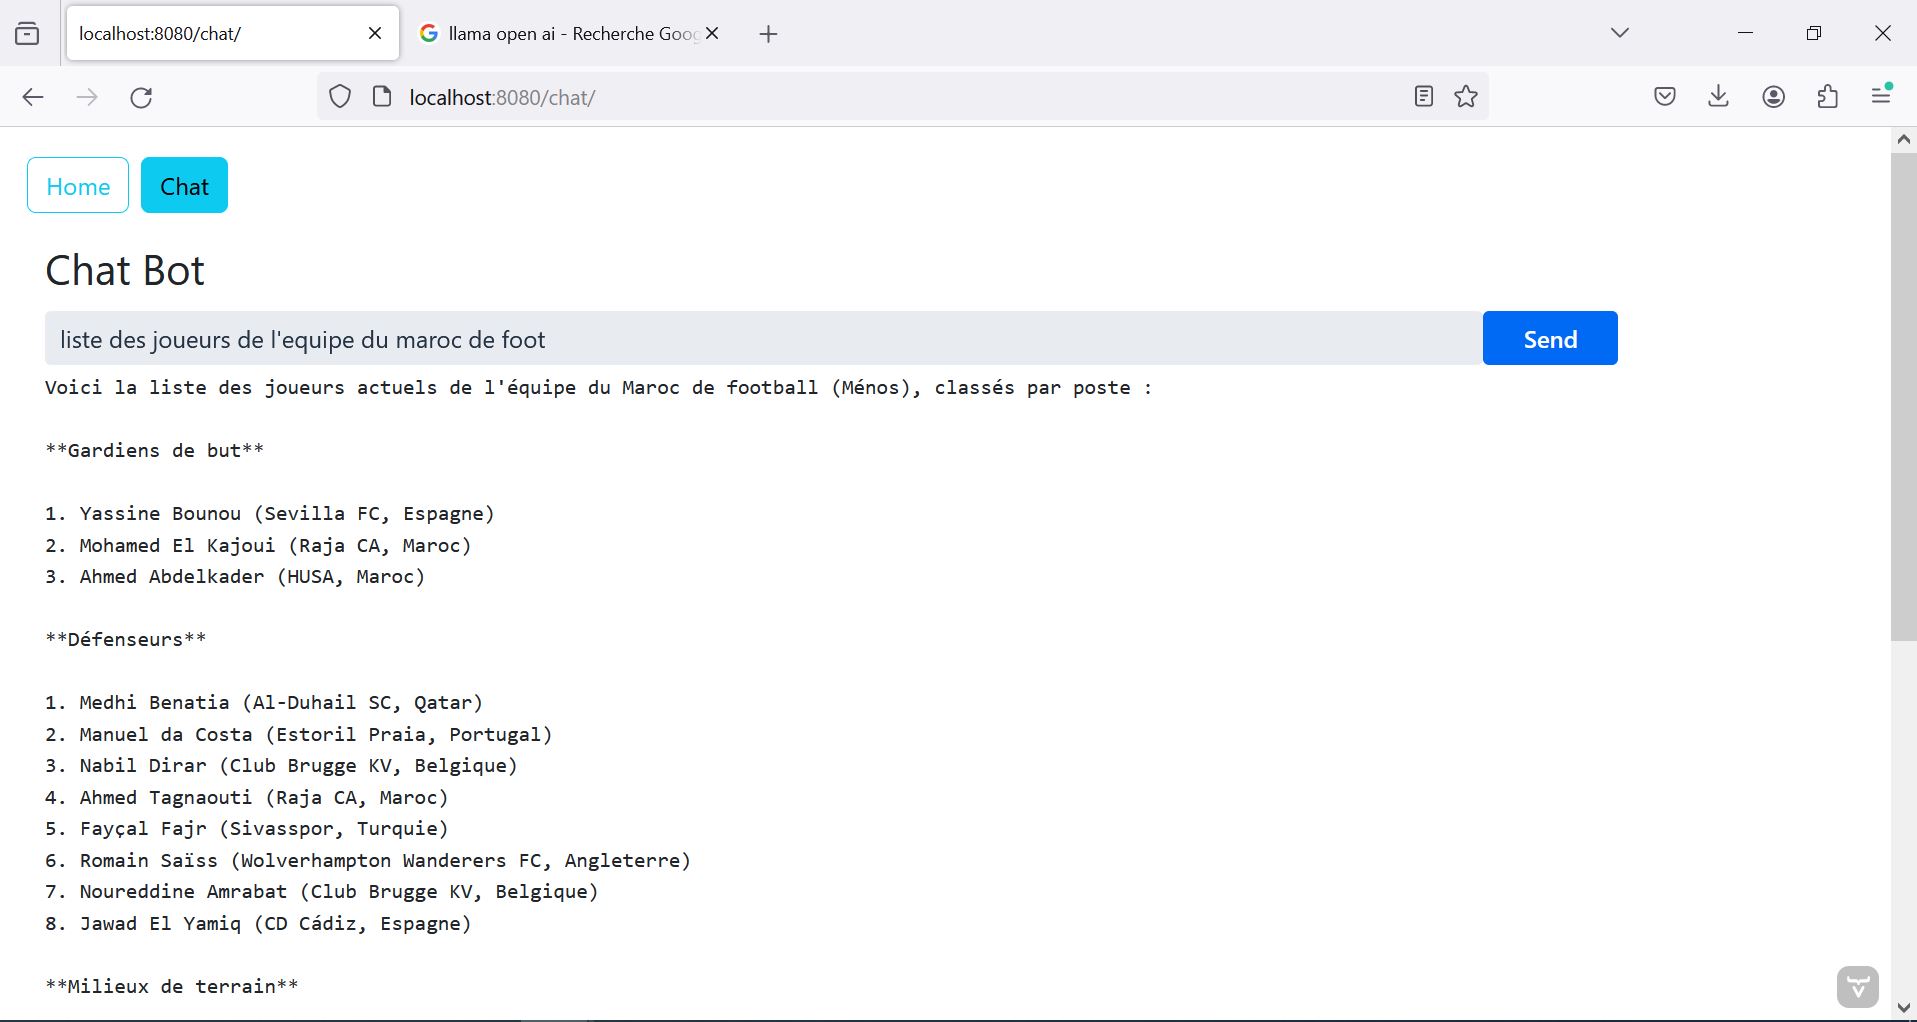 localhost:8080/chat/
llama open ai - Recherche Goog
localhost:8080/chat/
Home
Chat
Chat Bot
liste des joueurs de l'equipe du maroc de foot
Send
Voici la liste des joueurs actuels de l'équipe du Maroc de football (Ménos), classés par poste :
**Gardiens de but**
1. Yassine Bounou (Sevilla FC, Espagne)
2. Mohamed El Kajoui (Raja CA, Maroc)
3. Ahmed Abdelkader (HUSA, Maroc)
**Défenseurs**
1. Medhi Benatia (Al-Duhail SC, Qatar)
2. Manuel da Costa (Estoril Praia, Portugal)
3. Nabil Dirar (Club Brugge KV, Belgique)
4. Ahmed Tagnaouti (Raja CA, Maroc)
5. Fayçal Fajr (Sivasspor, Turquie)
6. Romain Saïss (Wolverhampton Wanderers FC, Angleterre)
7. Noureddine Amrabat (Club Brugge KV, Belgique)
8. Jawad El Yamiq (CD Cádiz, Espagne)
**Milieux de terrain**